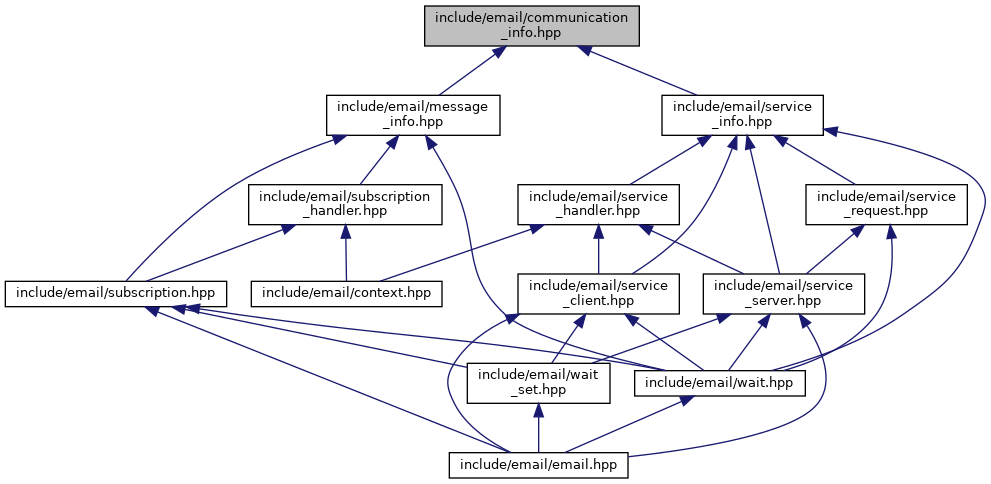 include/email/communication
_info.hpp
include/email/message
_info.hpp
include/email/service
_info.hpp
include/email/subscription
_handler.hpp
include/email/service
_handler.hpp
include/email/service
_request.hpp
include/email/subscription.hpp
include/email/context.hpp
include/email/service
_client.hpp
include/email/service
_server.hpp
include/email/wait
_set.hpp
include/email/wait.hpp
include/email/email.hpp